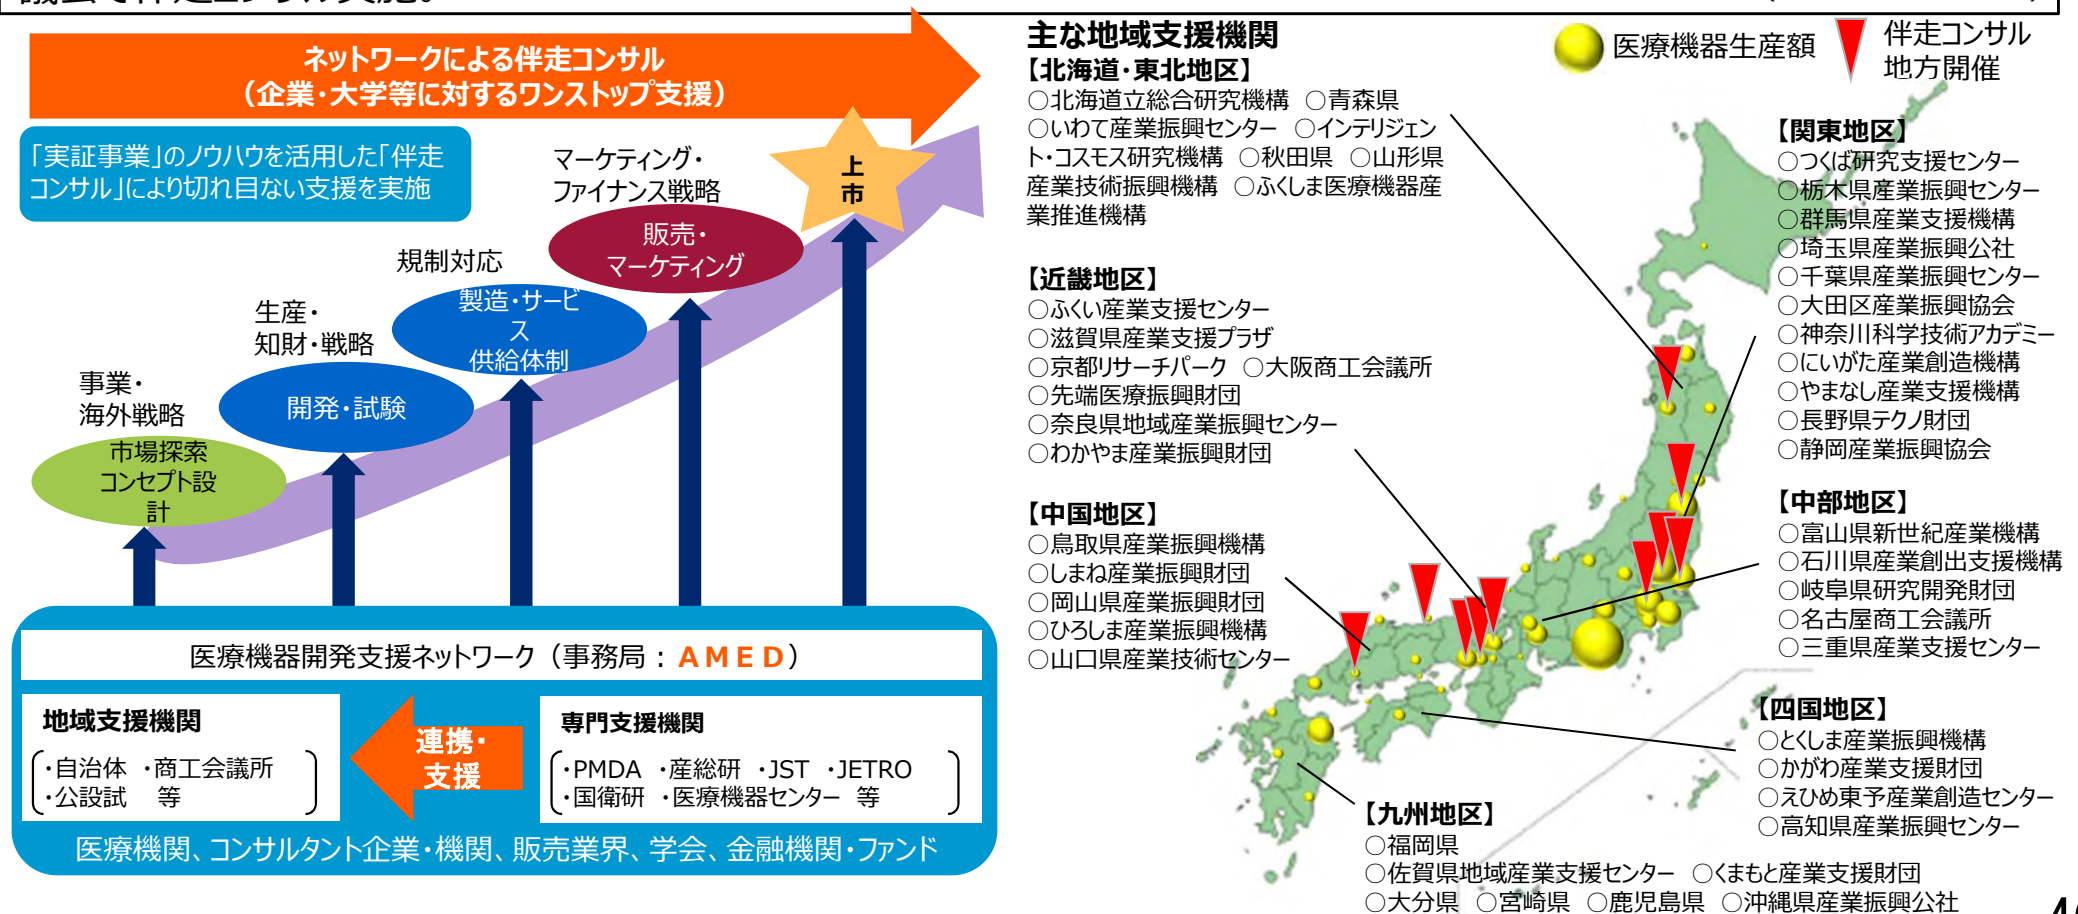 ネットワークによる伴走コンサル
（企業・大学等に対するワンストップ支援）
「実証事業」のノウハウを活用した「伴走
コンサル」により切れ目ない支援を実施
マーケティング・
ファイナンス戦略
上
市
販売・
マーケティング
規制対応
製造・サービ
ス
供給体制
生産・
知財・戦略
開発・試験
事業・
海外戦略
市場探索
コンセプト設
計
医療機器開発支援ネットワーク（事務局：ＡＭＥＤ）
地域支援機関
・自治体　・商工会議所
・公設試　等
連携・
支援
専門支援機関
・PMDA　・産総研　・JST　・JETRO
・国衛研　・医療機器センター　等
医療機関、コンサルタント企業・機関、販売業界、学会、金融機関・ファンド
主な地域支援機関
【北海道・東北地区】
○北海道立総合研究機構　○青森県
○いわて産業振興センター　○インテリジェン
ト・コスモス研究機構　○秋田県　○山形県
産業技術振興機構　○ふくしま医療機器産
業推進機構
【近畿地区】
○ふくい産業支援センター
○滋賀県産業支援プラザ
○京都リサーチパーク　○大阪商工会議所
○先端医療振興財団
○奈良県地域産業振興センター
○わかやま産業振興財団
【中国地区】
○鳥取県産業振興機構
○しまね産業振興財団
○岡山県産業振興財団
○ひろしま産業振興機構
○山口県産業技術センター
医療機器生産額
伴走コンサル
地方開催
【関東地区】
○つくば研究支援センター
○栃木県産業振興センター
○群馬県産業支援機構
○埼玉県産業振興公社
○千葉県産業振興センター
○大田区産業振興協会
○神奈川科学技術アカデミー
○にいがた産業創造機構
○やまなし産業支援機構
○長野県テクノ財団
○静岡産業振興協会
【中部地区】
○富山県新世紀産業機構
○石川県産業創出支援機構
○岐阜県研究開発財団
○名古屋商工会議所
○三重県産業支援センター
【四国地区】
○とくしま産業振興機構
○かがわ産業支援財団
○えひめ東予産業創造センター
○高知県産業振興センター
【九州地区】
○福岡県
○佐賀県地域産業支援センター　○くまもと産業支援財団
○大分県　○宮崎県　○鹿児島県　○沖縄県産業振興公社